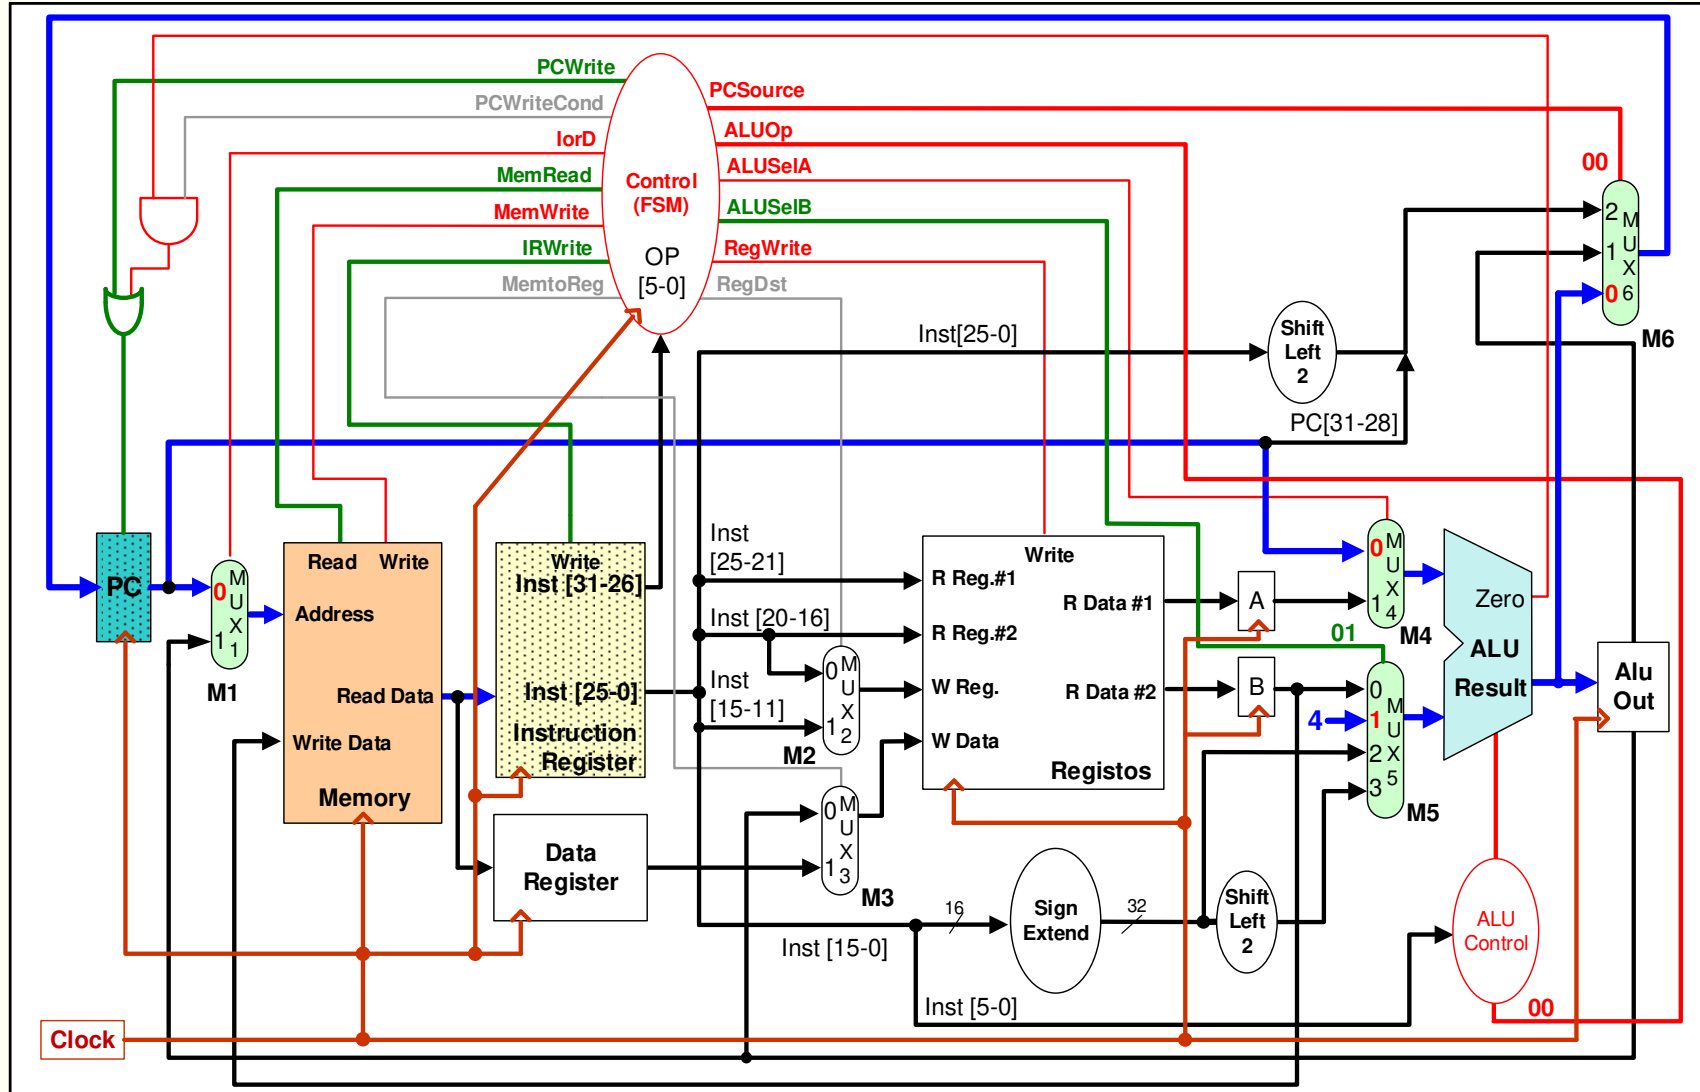 PCWrite
PCWriteCond
IorD
MemRead
MemWrite
IRWrite
MemtoReg
Control
(FSM)
OP
[5-0]
PCSource
ALUOp
ALUSelA
ALUSelB
RegWrite
RegDst
00
2
1
0
M
U
X
6
M6
Inst[25-0]
Shift
Left
2
PC[31-28]
PC
0
1
M
U
X
1
M1
Read Write
Address
Read Data
Write Data
Memory
Write
Inst [31-26]
Inst [25-0]
Instruction
Register
Data
Register
Inst
[25-21]
Inst [20-16]
Inst
[15-11]
0
1
M
U
X
2
M2
0
1
M
U
X
3
M3
Write
R Reg.#1
R Reg.#2
W Reg.
W Data
R Data #1
R Data #2
Registos
A
B
01
4
0
1
M
U
X
4
M4
0
1
2
3
M
U
X
5
M5
Zero
ALU
Result
Alu
Out
Inst [15-0]
16
Sign
Extend
32
Shift
Left
2
ALU
Control
Inst [5-0]
00
Clock